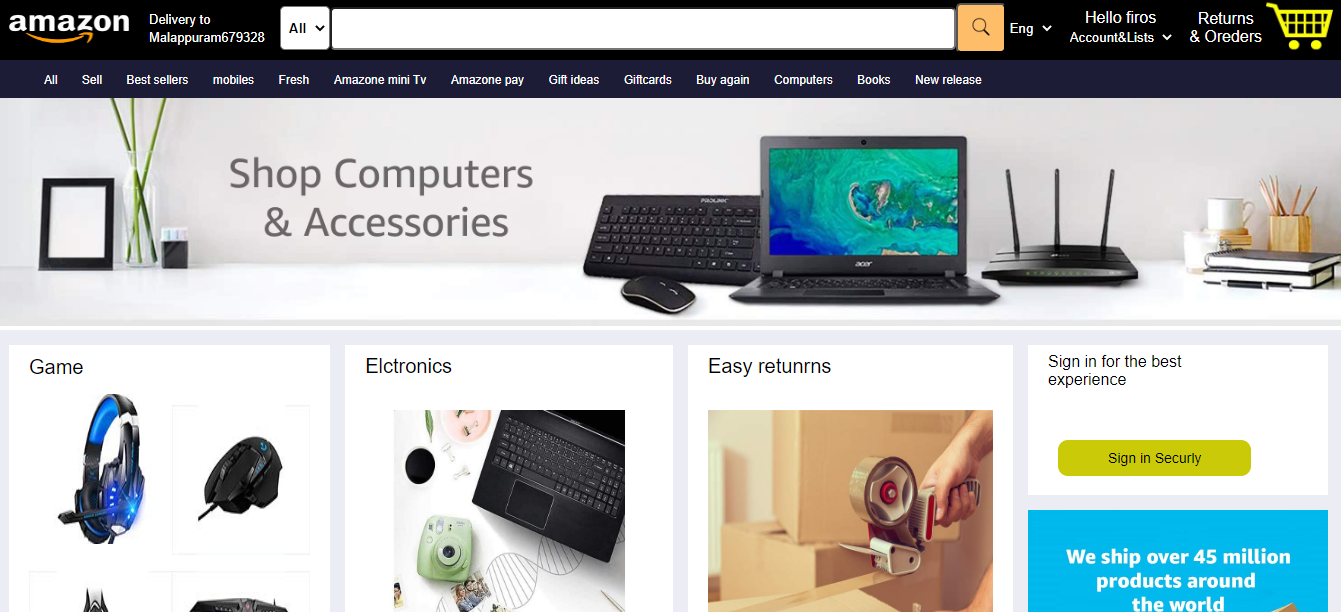 amazon
Delivery to
Malappuram679328
All
Eng
Hello firos
Account&Lists
Returns
& Oreders
All
Sell
Best sellers
mobiles
Fresh
Amazone mini Tv
Amazone pay
Gift ideas
Giftcards
Buy again
Computers
Books
New release
Shop Computers
& Accessories
PROLINK
acer
Game
Elctronics
Easy retunrns
Sign in for the best
experience
Sign in Securly
We ship over 45 million
products around
the world